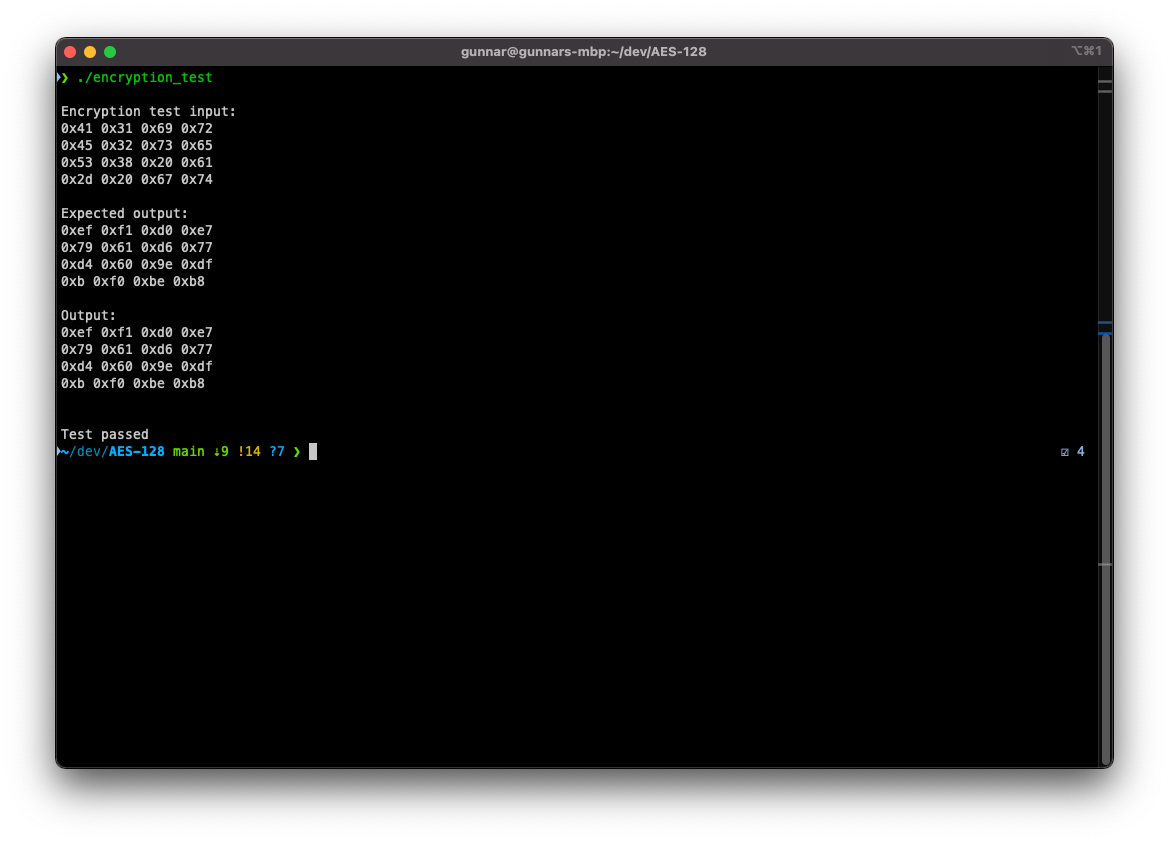 gunnar@gunnars-mbp:~/dev/AES-128 ⌥⌘1
❯ ./encryption_test
Encryption test input:
0x41 0x31 0x69 0x72
0x45 0x32 0x73 0x65
0x53 0x38 0x20 0x61
0x2d 0x20 0x67 0x74
Expected output:
0xef 0xf1 0xd0 0xe7
0x79 0x61 0xd6 0x77
0xd4 0x60 0x9e 0xdf
0xb 0xf0 0xbe 0xb8
Output:
0xef 0xf1 0xd0 0xe7
0x79 0x61 0xd6 0x77
0xd4 0x60 0x9e 0xdf
0xb 0xf0 0xbe 0xb8
Test passed
~/dev/AES-128 main ↓9 !14 ?7 ❯ ☑ 4